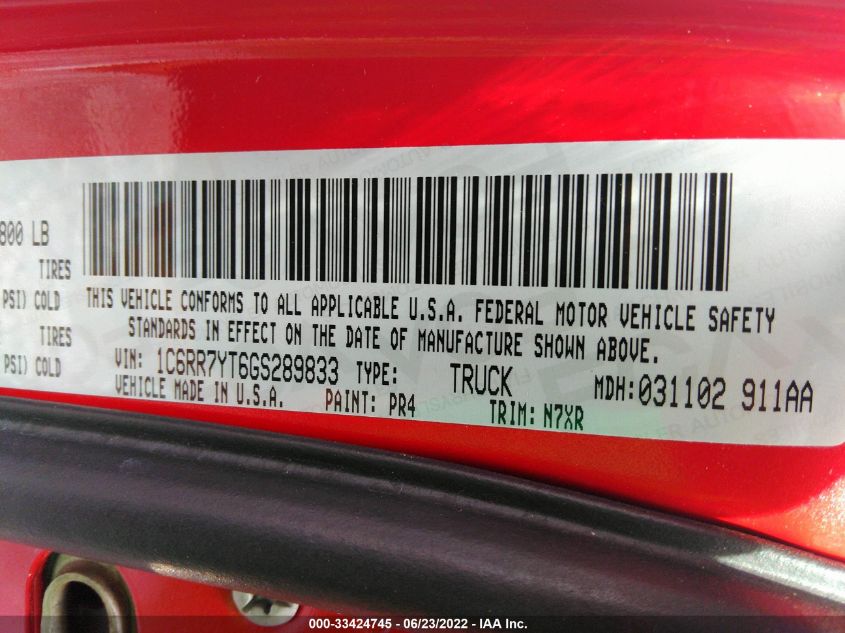 800 LB
TIRES
PSI) COLD
TIRES
PSI) COLD
THIS VEHICLE CONFORMS TO ALL APPLICABLE U.S.A. FEDERAL MOTOR VEHICLE SAFETY
STANDARDS IN EFFECT ON THE DATE OF MANUFACTURE SHOWN ABOVE.
VIN: 1C6RR7YT6GS289833 TYPE: TRUCK MDH:031102 911AA
VEHICLE MADE IN U.S.A. PAINT: PR4 TRIM: N7XR
000-33424745 - 06/23/2022 - IAA Inc.